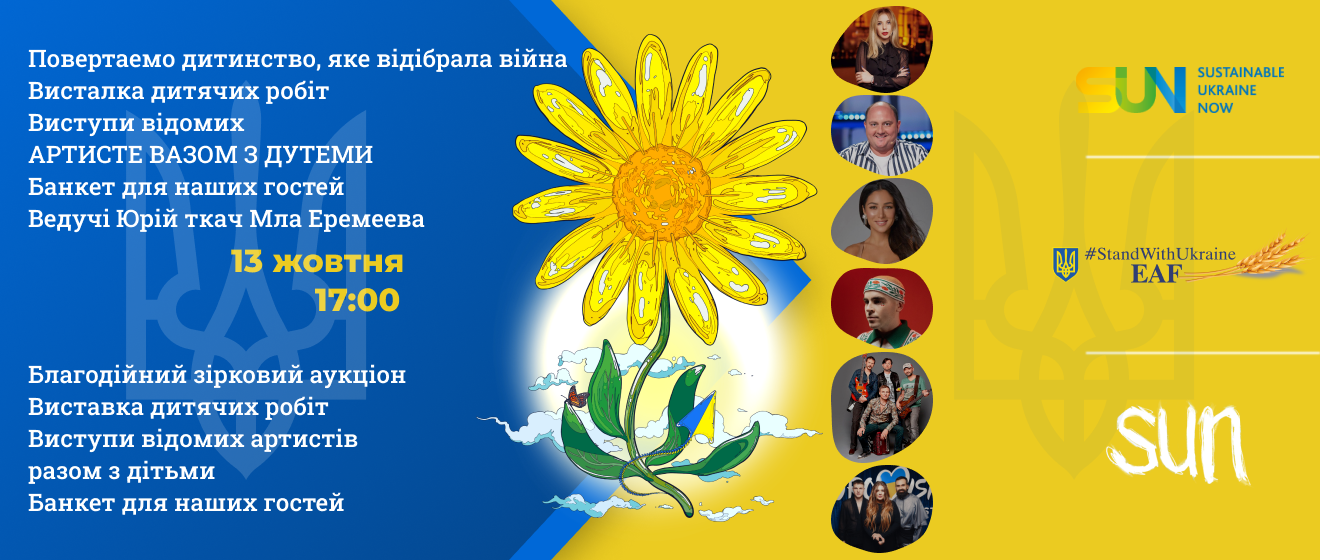 Повертаемо дитинство, яке відібрала війна
Висталка дитячих робіт
Виступи відомих
АРТИСТЕ ВАЗОМ З ДУТЕМИ
Банкет для наших гостей
Ведучі Юрій ткач Мла Еремеева
13 жовтня
17:00
Благодійний зірковий аукціон
Виставка дитячих робіт
Виступи відомих артистів
разом з дітьми
Банкет для наших гостей
SUN
SUSTAINABLE
UKRAINE
NOW
#StandWithUkraine
EAF
sun